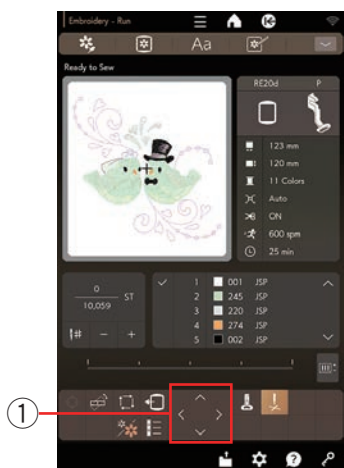 Embroidery - Run
Aa
Ready to Sew
RE20d P
123 mm
120 mm
11 Colors
Auto
ON
600 spm
25 min
0
10,059
ST
1 001 JSP
2 245 JSP
3 220 JSP
4 274 JSP
5 002 JSP
1# - +
①
?